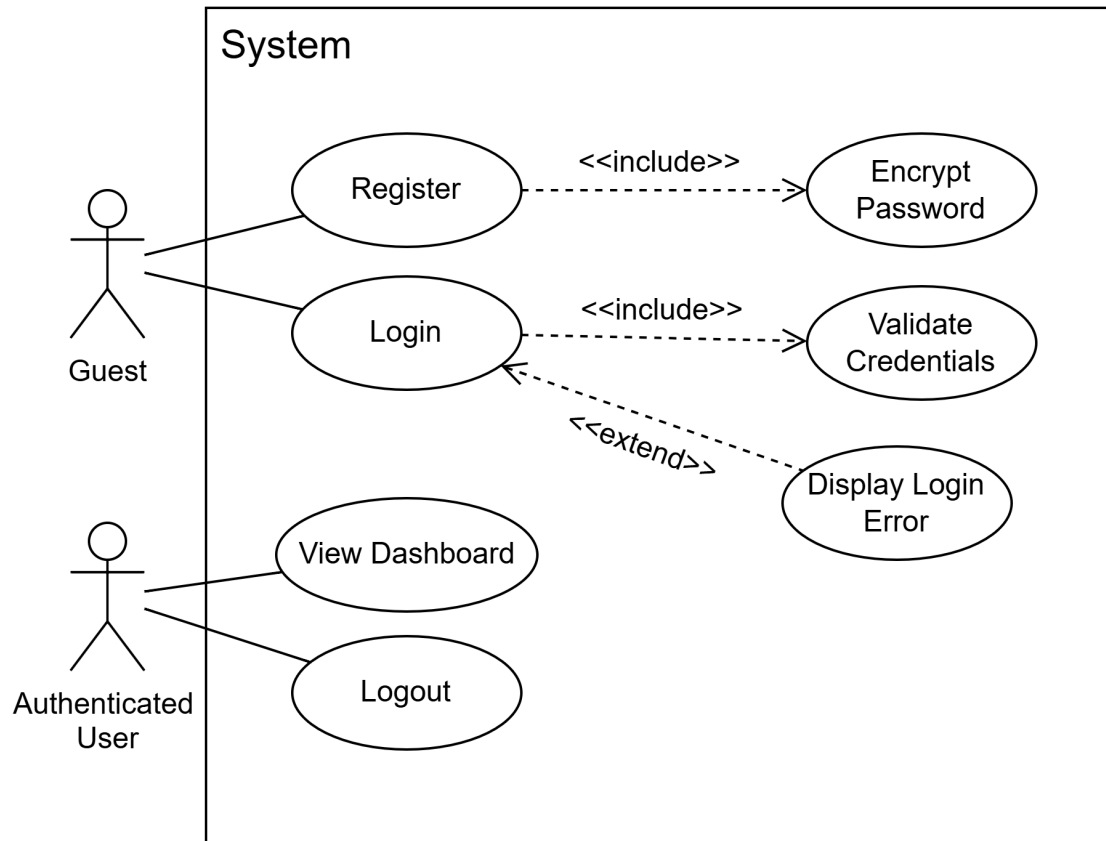 System
Register
<<include>>
Encrypt
Password
Guest
Login
<<include>>
Validate
Credentials
<<extend>>
Display Login
Error
Authenticated
User
View Dashboard
Logout